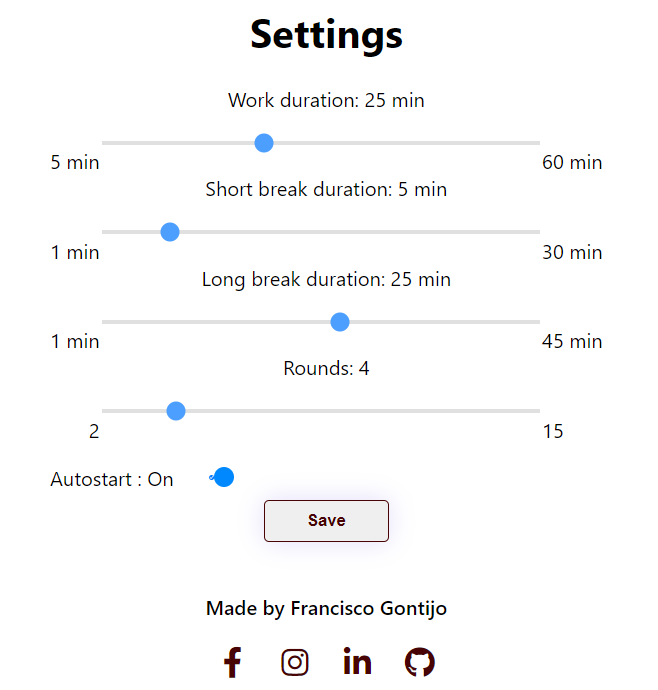 Settings
Work duration: 25 min
5 min 60 min
Short break duration: 5 min
1 min 30 min
Long break duration: 25 min
1 min 45 min
Rounds: 4
2 15
Autostart : On
Save
Made by Francisco Gontijo